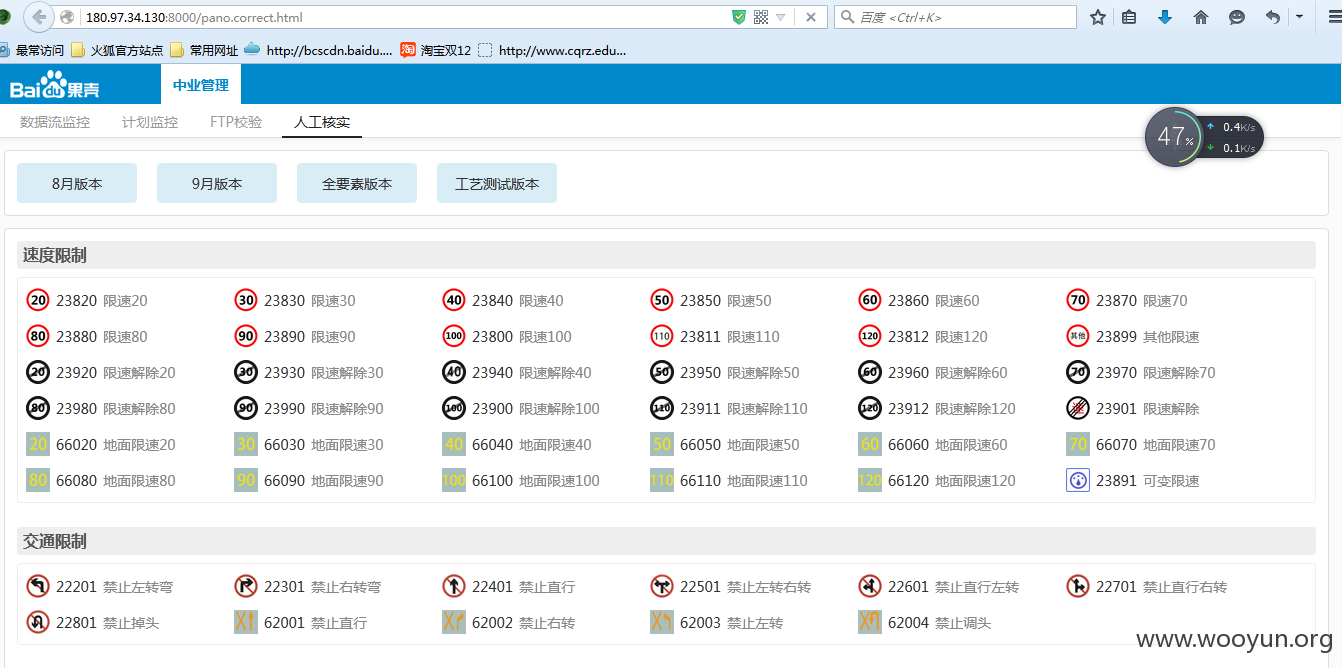 180.97.34.130:8000/pano.correct.html 百度 <Ctrl+K>
最常访问 火狐官方站点 常用网址 http://bcscdn.baidu.... 淘 淘宝双12 http://www.cqrz.edu...
Bai du 果壳 中业管理
数据流监控 计划监控 FTP校验 人工核实
47% 0.4K/s
0.1K/s
8月版本 9月版本 全要素版本 工艺测试版本
速度限制
20 23820 限速20 30 23830 限速30 40 23840 限速40 50 23850 限速50 60 23860 限速60 70 23870 限速70
80 23880 限速80 90 23890 限速90 100 23800 限速100 110 23811 限速110 120 23812 限速120 其他 23899 其他限速
20 23920 限速解除20 30 23930 限速解除30 40 23940 限速解除40 50 23950 限速解除50 60 23960 限速解除60 70 23970 限速解除70
80 23980 限速解除80 90 23990 限速解除90 100 23900 限速解除100 110 23911 限速解除110 120 23912 限速解除120 23901 限速解除
20 66020 地面限速20 30 66030 地面限速30 40 66040 地面限速40 50 66050 地面限速50 60 66060 地面限速60 70 66070 地面限速70
80 66080 地面限速80 90 66090 地面限速90 100 66100 地面限速100 110 66110 地面限速110 120 66120 地面限速120 23891 可变限速
交通限制
22201 禁止左转弯 22301 禁止右转弯 22401 禁止直行 22501 禁止左转右转 22601 禁止直行左转 22701 禁止直行右转
22801 禁止掉头 62001 禁止直行 62002 禁止右转 62003 禁止左转 62004 禁止调头
www.wooyun.org